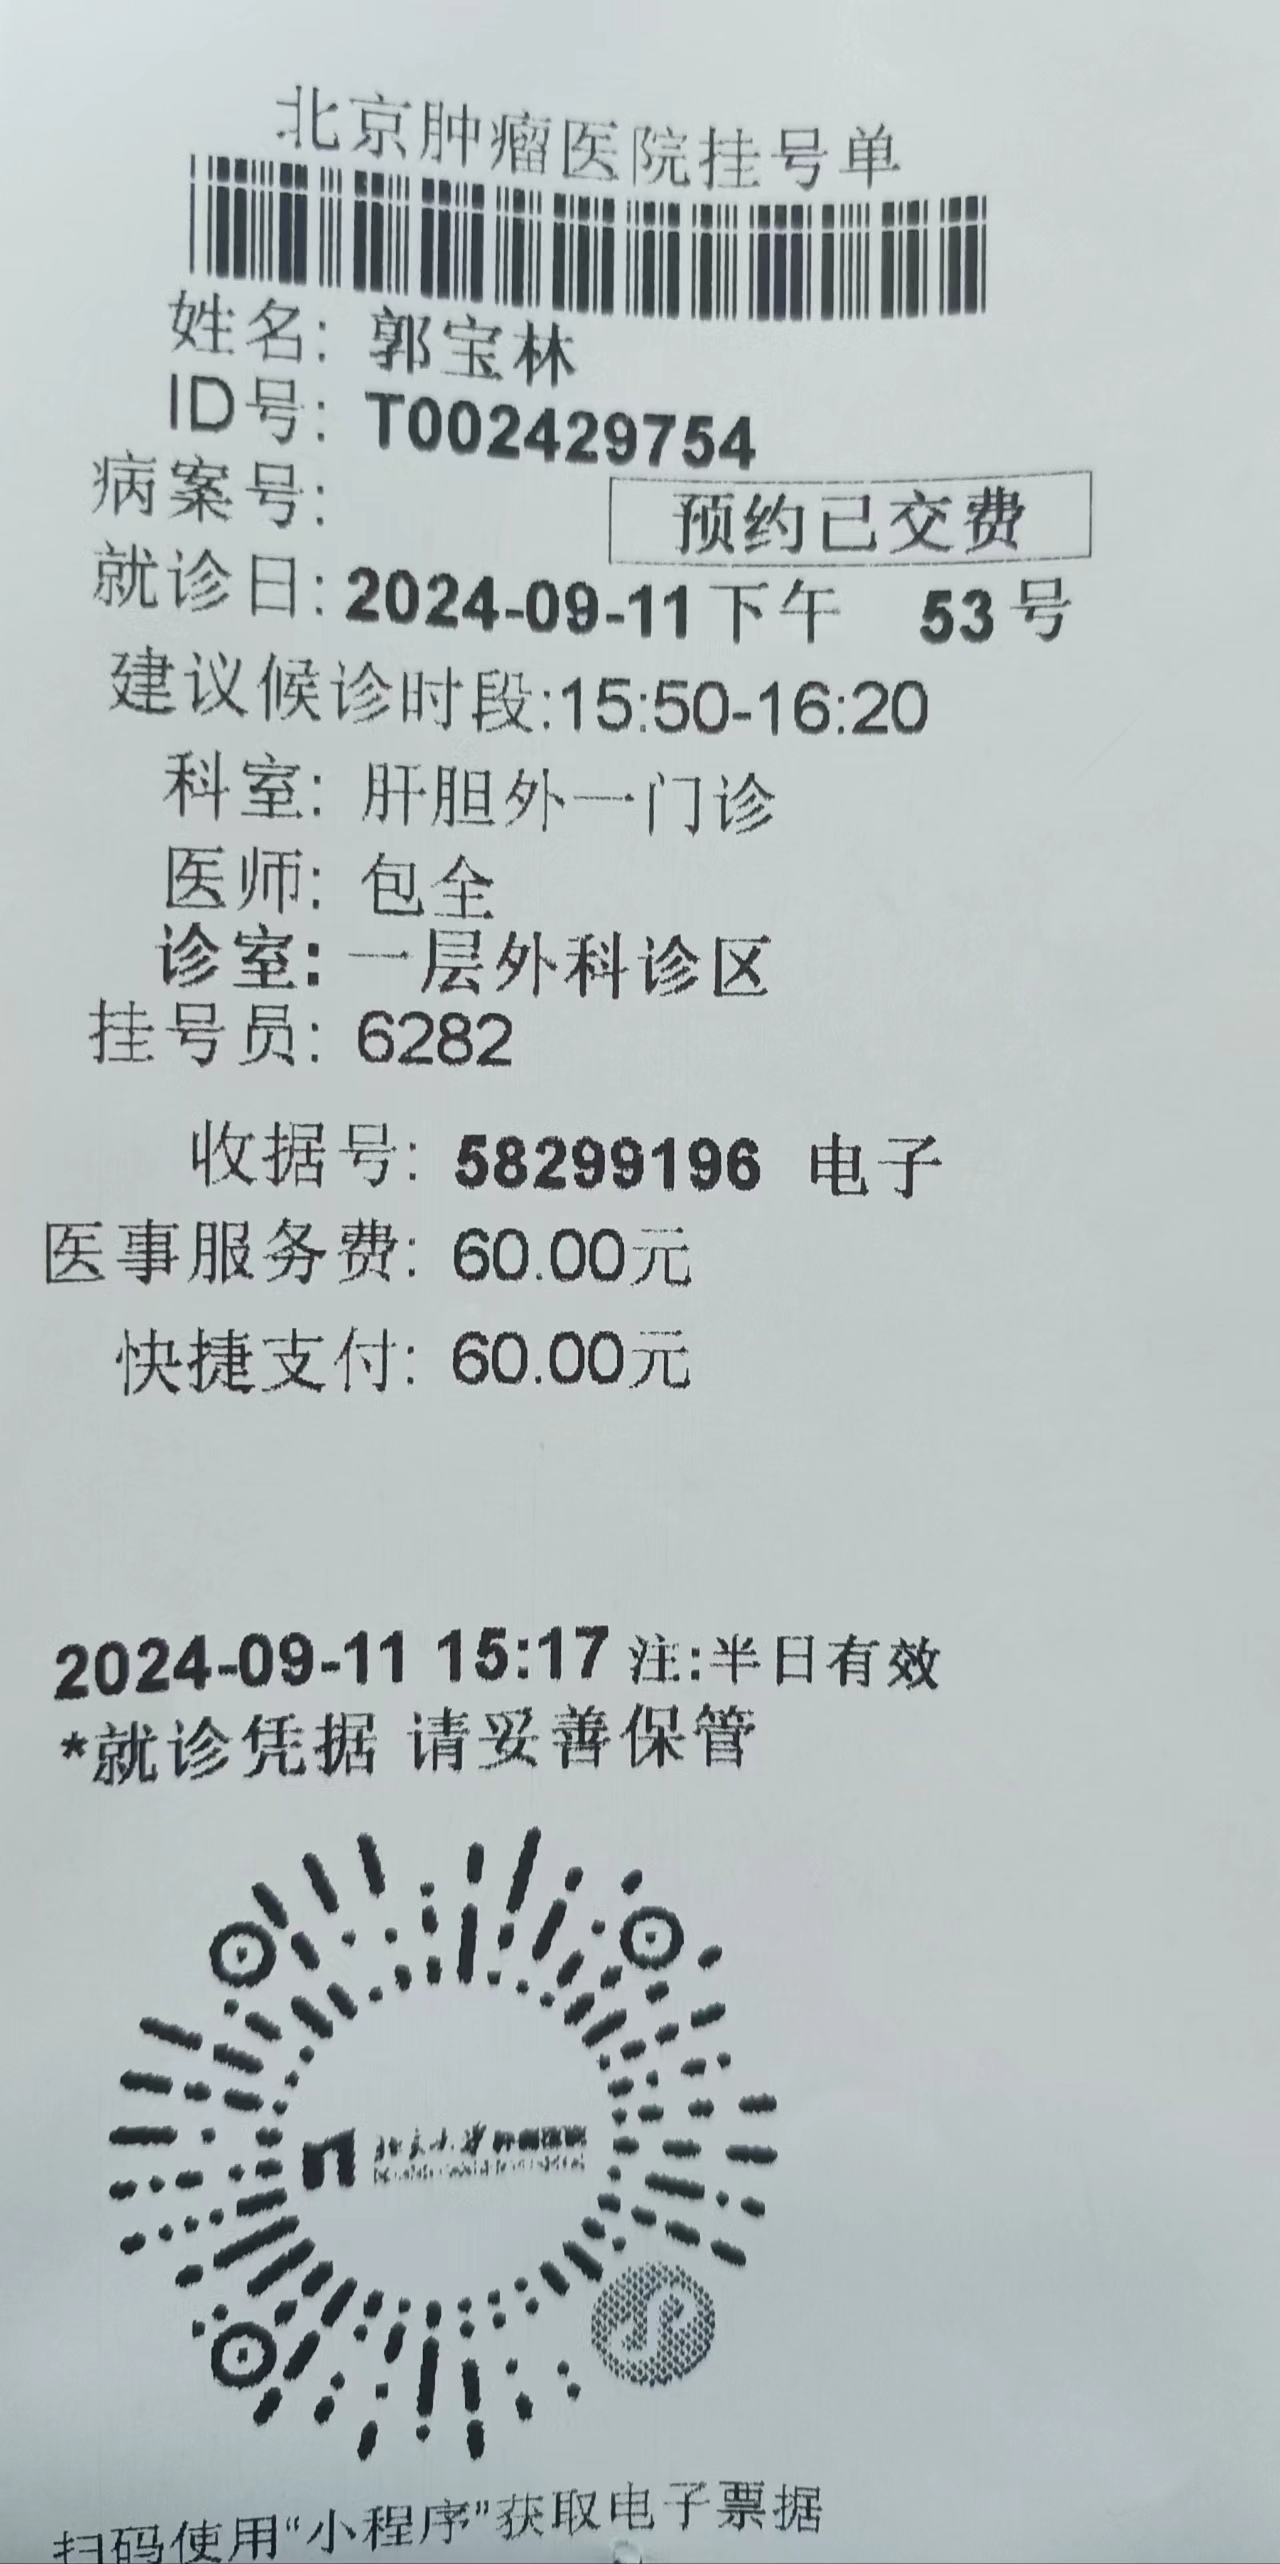 北京肿瘤医院挂号单
姓名: 郭宝林
ID号: T002429754
病案号:
预约已交费
就诊日: 2024-09-11下午 53号
建议候诊时段:15:50-16:20
科室: 肝胆外一门诊
医师: 包全
诊室: 一层外科诊区
挂号员: 6282
收据号: 58299196 电子
医事服务费: 60.00元
快捷支付: 60.00元
2024-09-11 15:17 注:半日有效
*就诊凭据 请妥善保管
北京大学肿瘤医院
扫码使用“小程序”获取电子票据